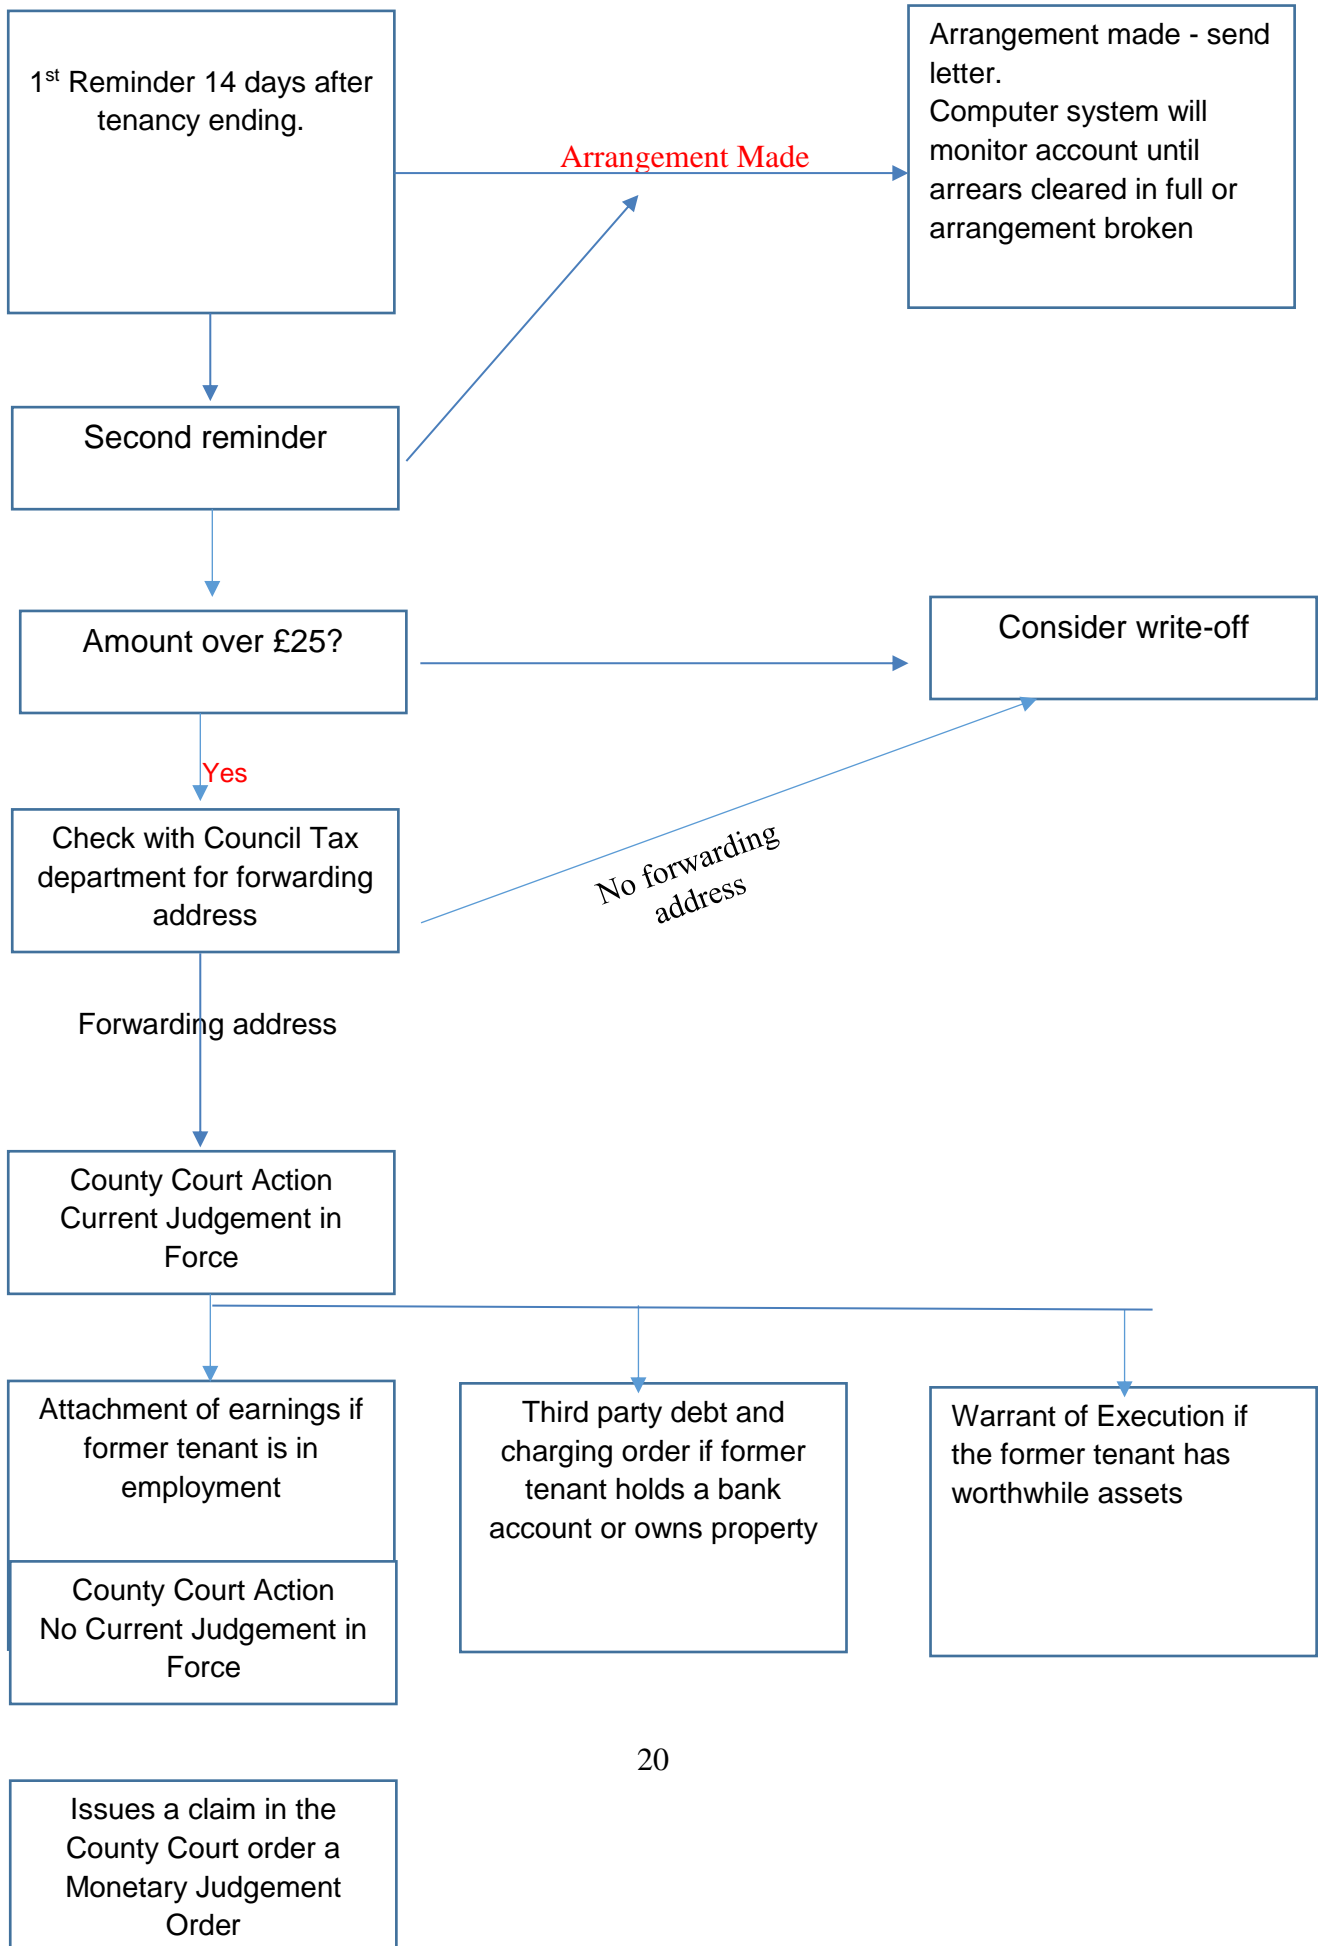 1st Reminder 14 days after
tenancy ending.
Arrangement Made
Arrangement made - send
letter.
Computer system will
monitor account until
arrears cleared in full or
arrangement broken
Second reminder
Amount over £25?
Consider write-off
Yes
Check with Council Tax
department for forwarding
address
No forwarding
address
Forwarding address
County Court Action
Current Judgement in
Force
Attachment of earnings if
former tenant is in
employment
Third party debt and
charging order if former
tenant holds a bank
account or owns property
Warrant of Execution if
the former tenant has
worthwhile assets
County Court Action
No Current Judgement in
Force
20
Issues a claim in the
County Court order a
Monetary Judgement
Order